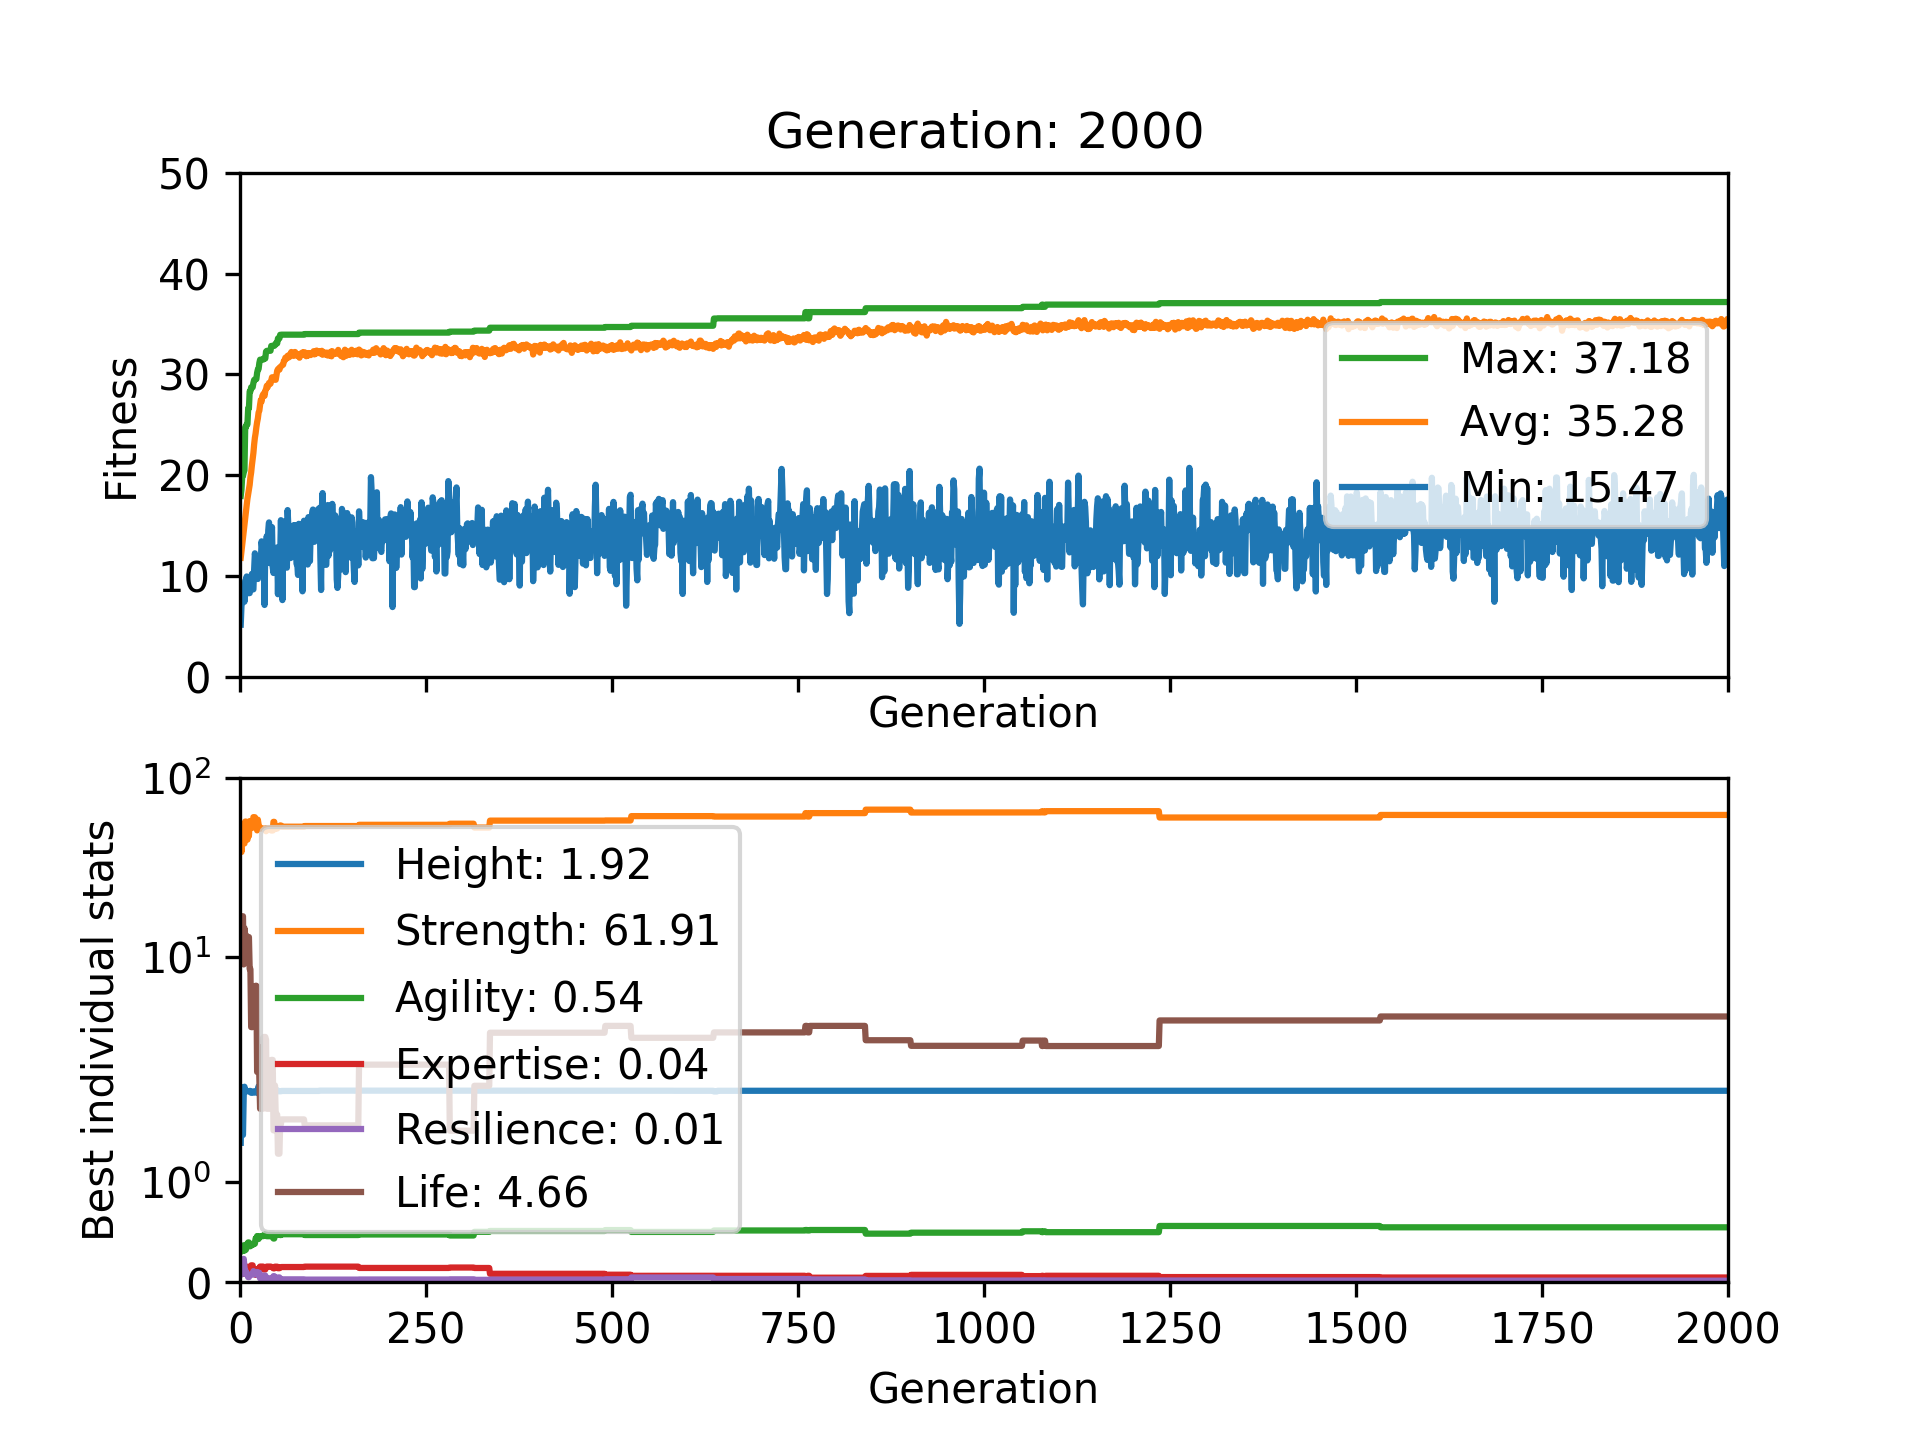 Generation: 2000
50
40
30
20
10
0
Fitness
Max: 37.18
Avg: 35.28
Min: 15.47
Generation
10²
10¹
10⁰
0
Best individual stats
Height: 1.92
Strength: 61.91
Agility: 0.54
Expertise: 0.04
Resilience: 0.01
Life: 4.66
0 250 500 750 1000 1250 1500 1750 2000
Generation